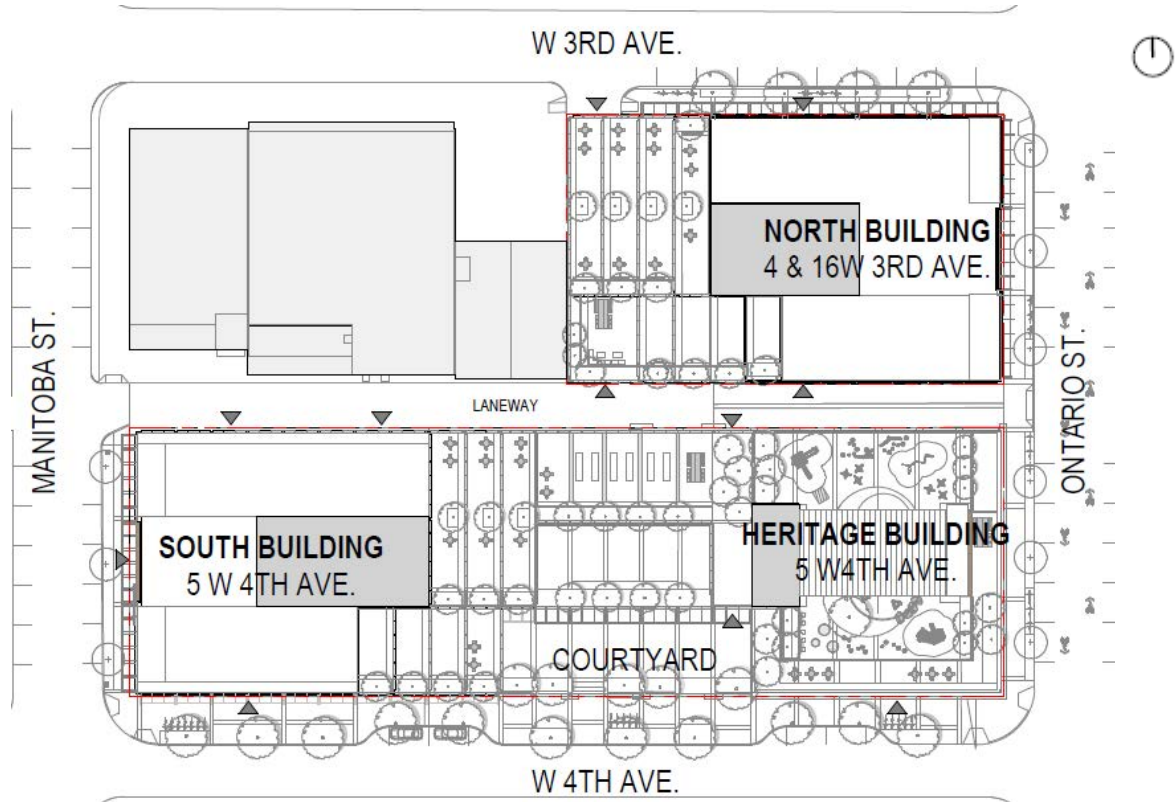 W 3RD AVE.
NORTH BUILDING
4 & 16W 3RD AVE.
MANITOBA ST.
LANEWAY
ONTARIO ST.
SOUTH BUILDING
5 W 4TH AVE.
HERITAGE BUILDING
5 W4TH AVE.
COURTYARD
W 4TH AVE.